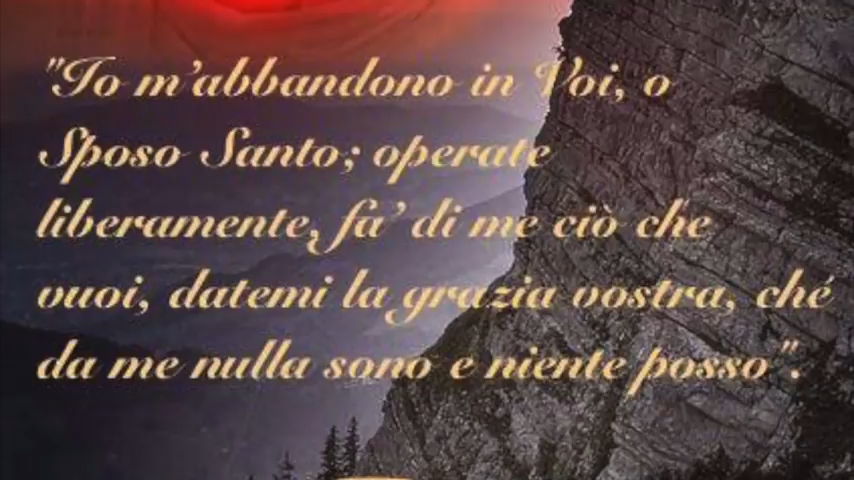 "Io m'abbandono in Voi, o
Sposo Santo; operate
liberamente, fa' di me ciò che
vuoi, datemi la grazia vostra, ché
da me nulla sono e niente posso".